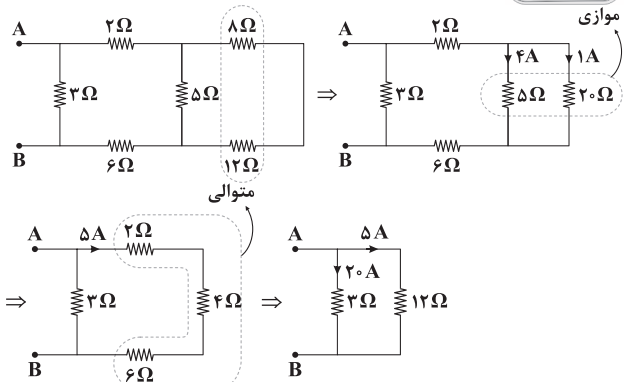 موازی
A ۲Ω ۸Ω
۳Ω ۵Ω
B ۶Ω ۱۲Ω
⇒
A ۲Ω ۴A ۱A
۳Ω ۵Ω ۲۰Ω
B ۶Ω
متوالی
⇒
A ۵A ۲Ω
۳Ω ۴Ω
B ۶Ω
⇒
A ۵A
۲۰A
۳Ω ۱۲Ω
B